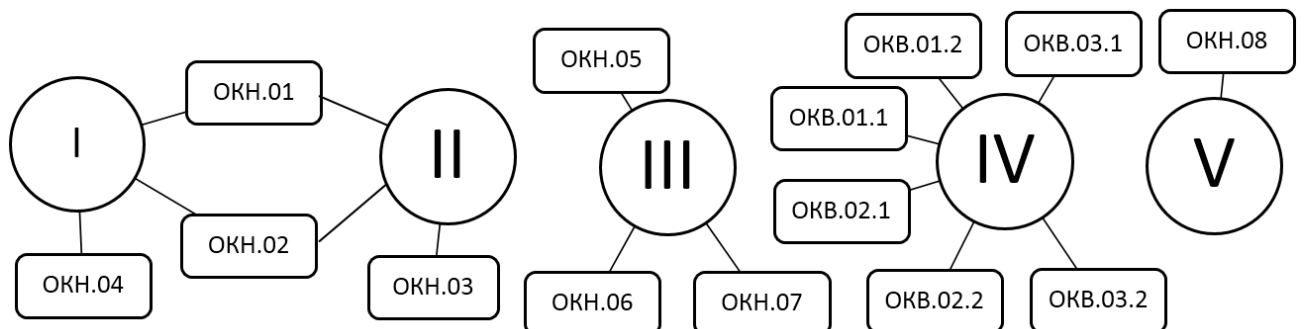 I
ОКН.01
II
ОКН.02
ОКН.04
ОКН.03
ОКН.05
III
ОКН.06
ОКН.07
ОКВ.01.2
ОКВ.03.1
ОКВ.01.1
IV
ОКВ.02.1
ОКВ.02.2
ОКВ.03.2
ОКН.08
V